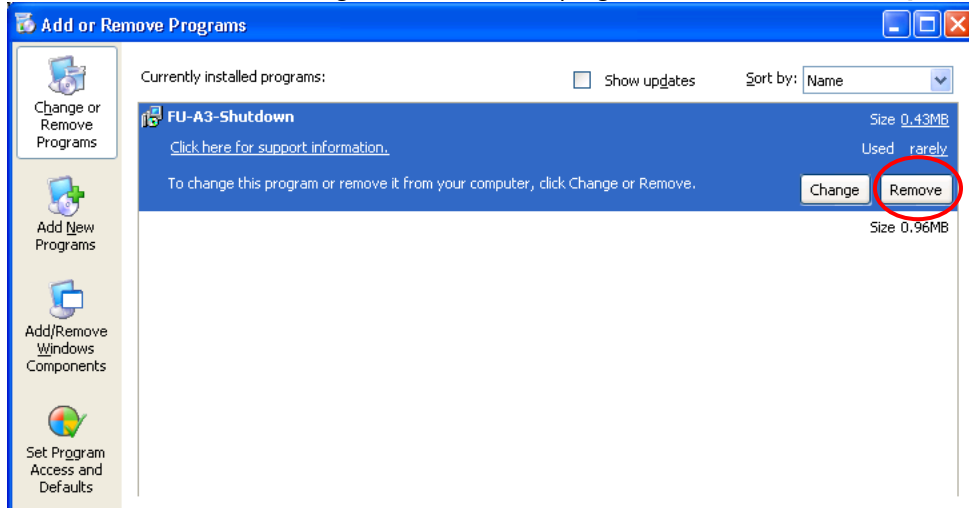 Add or Remove Programs
Change or
Remove
Programs
Add New
Programs
Add/Remove
Windows
Components
Set Program
Access and
Defaults
Currently installed programs:
Show updates
Sort by:
Name
FU-A3-Shutdown
Size 0.43MB
Click here for support information.
Used rarely
To change this program or remove it from your computer, click Change or Remove.
Change
Remove
Size 0.96MB